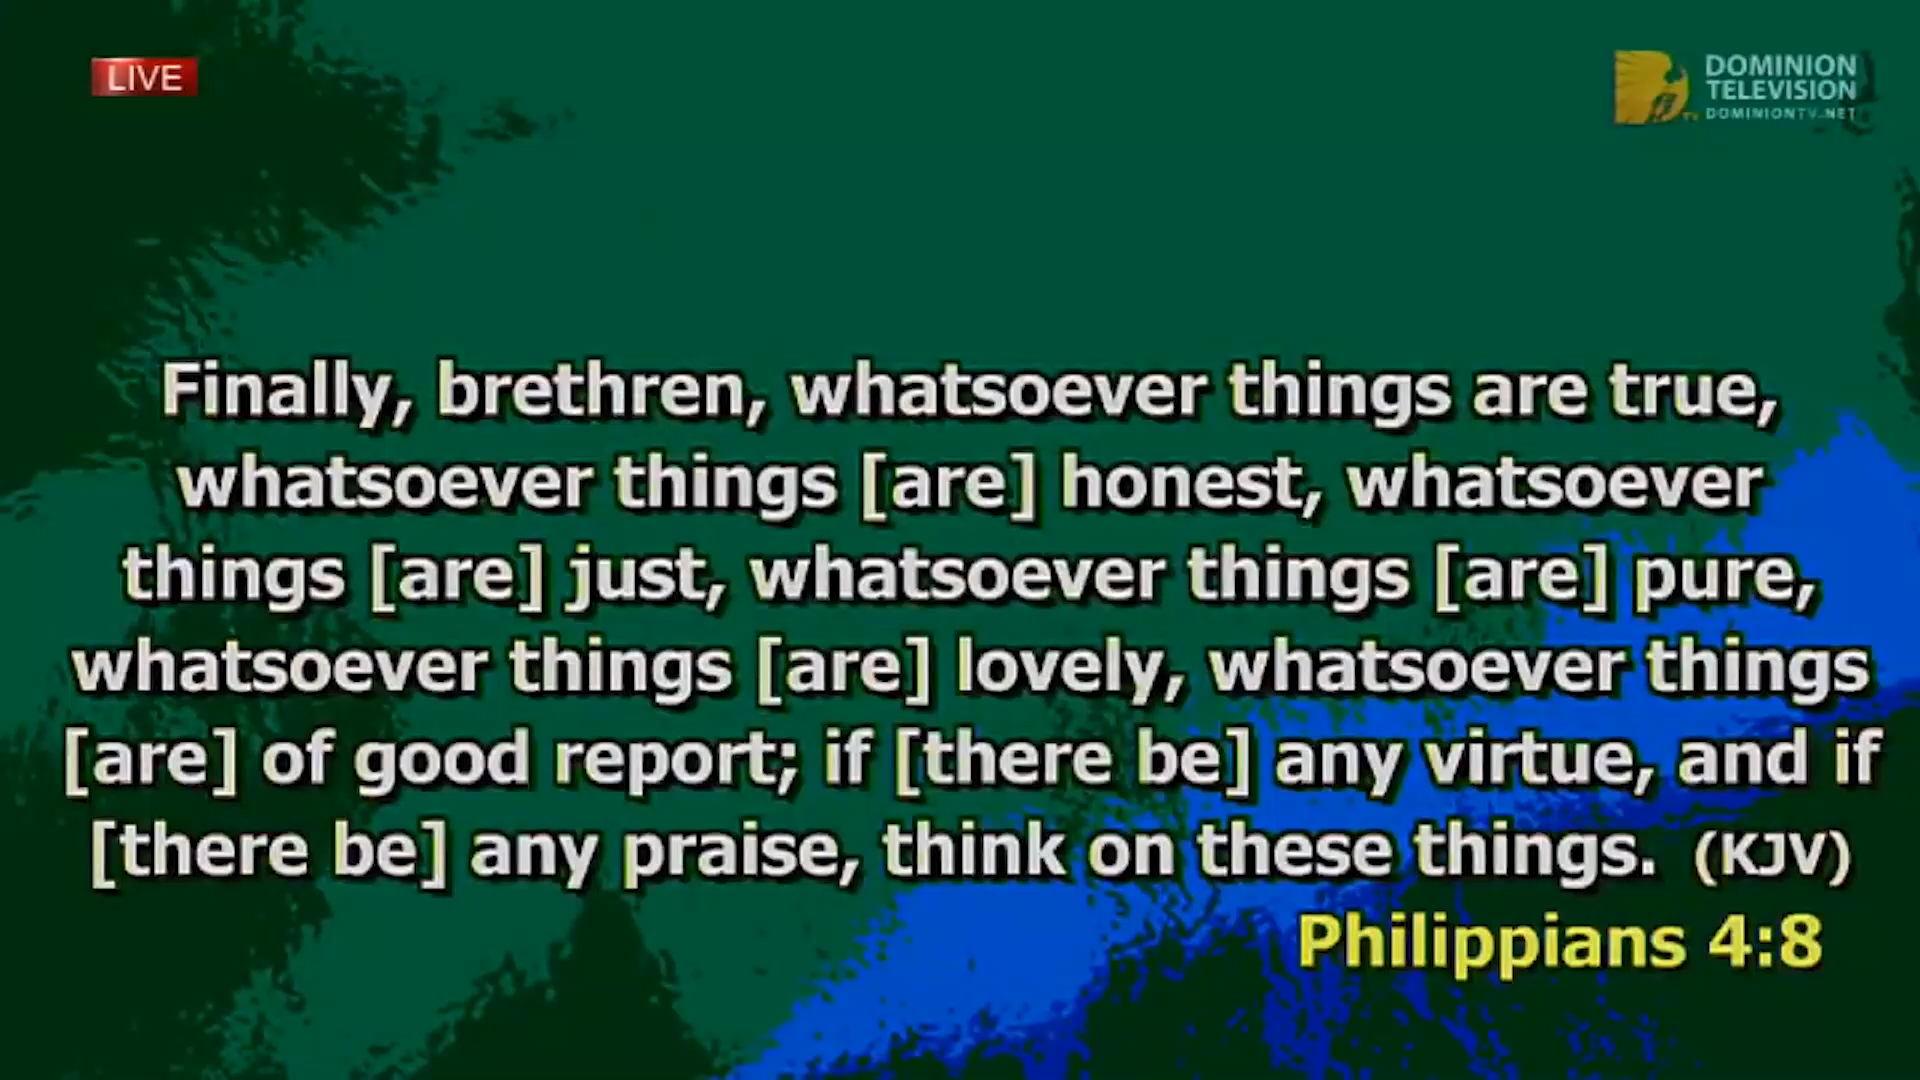 LIVE
DOMINION
TELEVISION
DOMINIONTV.NET
Finally, brethren, whatsoever things are true,
whatsoever things [are] honest, whatsoever
things [are] just, whatsoever things [are] pure,
whatsoever things [are] lovely, whatsoever things
[are] of good report; if [there be] any virtue, and if
[there be] any praise, think on these things. (KJV)
Philippians 4:8